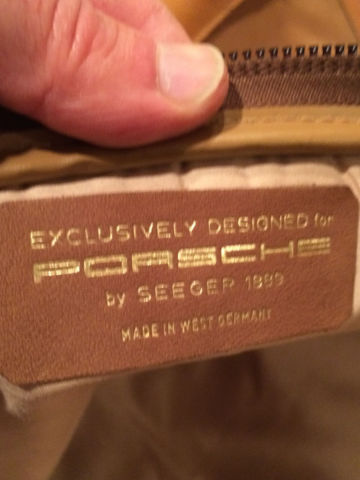 EXCLUSIVELY DESIGNED for
PORSCHE
by SEEGER 1889
MADE IN WEST GERMANY